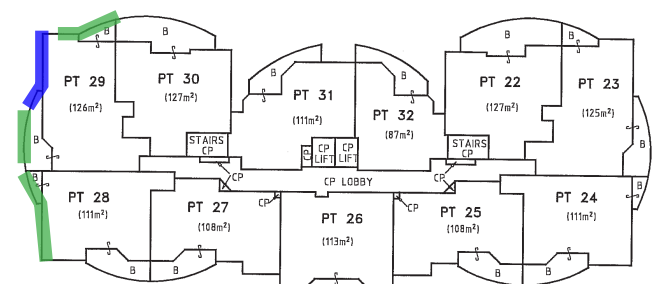 B
B
B
B
PT 29
(126m²)
PT 30
(127m²)
B
B
PT 31
(111m²)
PT 32
(87m²)
PT 22
(127m²)
PT 23
(125m²)
B
B
STAIRS
CP
CP
CP
LIFT
CP
LIFT
STAIRS
CP
CP
CP
CP LOBBY
B
B
PT 28
(111m²)
PT 27
(108m²)
CP
PT 26
(113m²)
CP
PT 25
(108m²)
PT 24
(111m²)
B
B
B
B